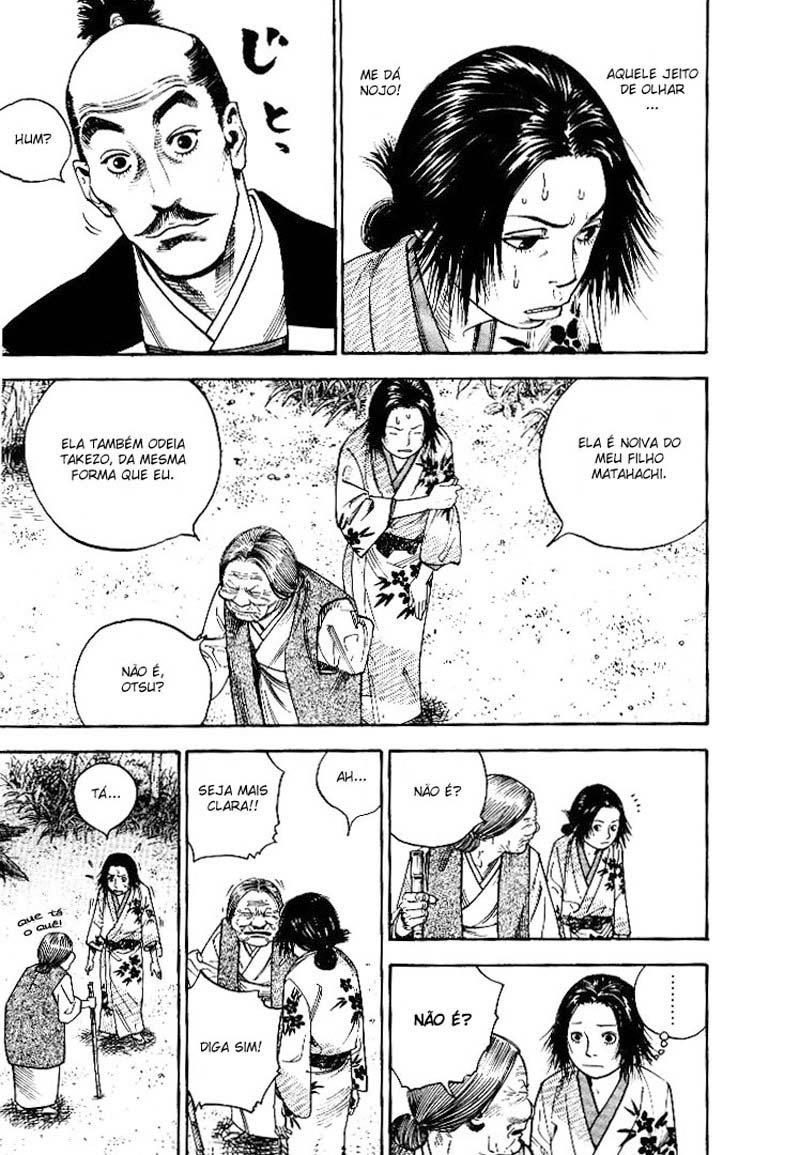 AQUELE JEITO
DE OLHAR
...
ME DÁ
NOJO!
じと、
HUM?
ELA É NOIVA DO
MEU FILHO
MATAHACHI.
ELA TAMBÉM ODEIA
TAKEZO, DA MESMA
FORMA QUE EU.
NÃO É,
OTSU?
NÃO É?
........
NÃO É?
AH...
SEJA MAIS
CLARA!!
DIGA SIM!
TÁ...
que tá
o quê!